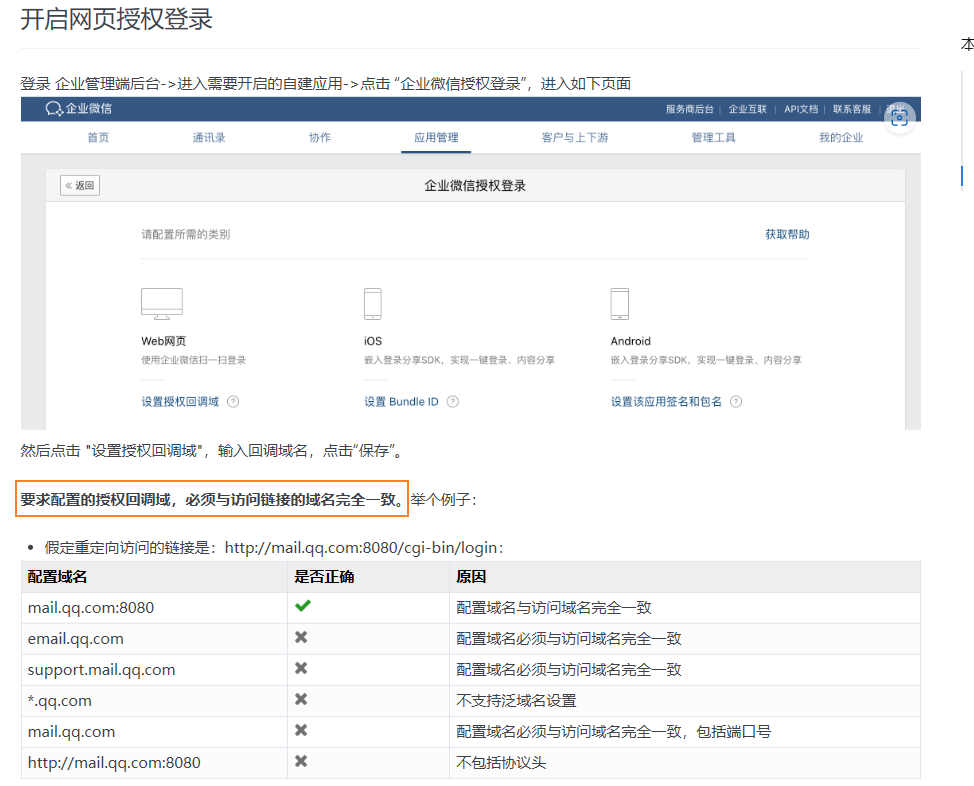 开启网页授权登录
本
登录 企业管理端后台->进入需要开启的自建应用->点击 “企业微信授权登录”，进入如下页面
企业微信 服务商后台 | 企业互联 | API文档 | 联系客服 |
首页 通讯录 协作 应用管理 客户与上下游 管理工具 我的企业
« 返回 企业微信授权登录
请配置所需的类别 获取帮助
Web网页 iOS Android
使用企业微信扫一扫登录 嵌入登录分享SDK，实现一键登录、内容分享 嵌入登录分享SDK，实现一键登录、内容分享
设置授权回调域 ? 设置 Bundle ID ? 设置该应用签名和包名 ?
然后点击 "设置授权回调域"，输入回调域名，点击“保存”。
要求配置的授权回调域，必须与访问链接的域名完全一致。举个例子：
• 假定重定向访问的链接是：http://mail.qq.com:8080/cgi-bin/login：
配置域名 是否正确 原因
mail.qq.com:8080 ✔ 配置域名与访问域名完全一致
email.qq.com ✖ 配置域名必须与访问域名完全一致
support.mail.qq.com ✖ 配置域名必须与访问域名完全一致
*.qq.com ✖ 不支持泛域名设置
mail.qq.com ✖ 配置域名必须与访问域名完全一致，包括端口号
http://mail.qq.com:8080 ✖ 不包括协议头